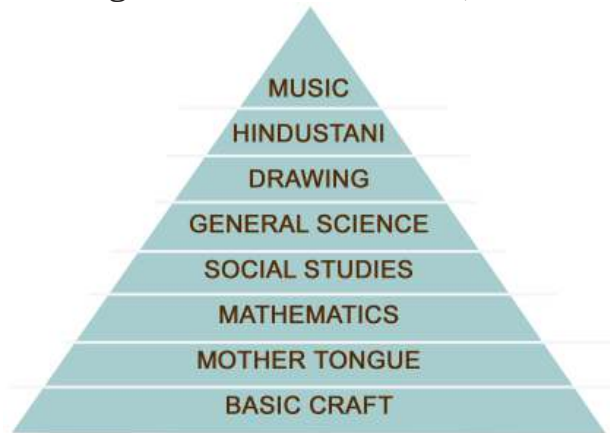 MUSIC
HINDUSTANI
DRAWING
GENERAL SCIENCE
SOCIAL STUDIES
MATHEMATICS
MOTHER TONGUE
BASIC CRAFT